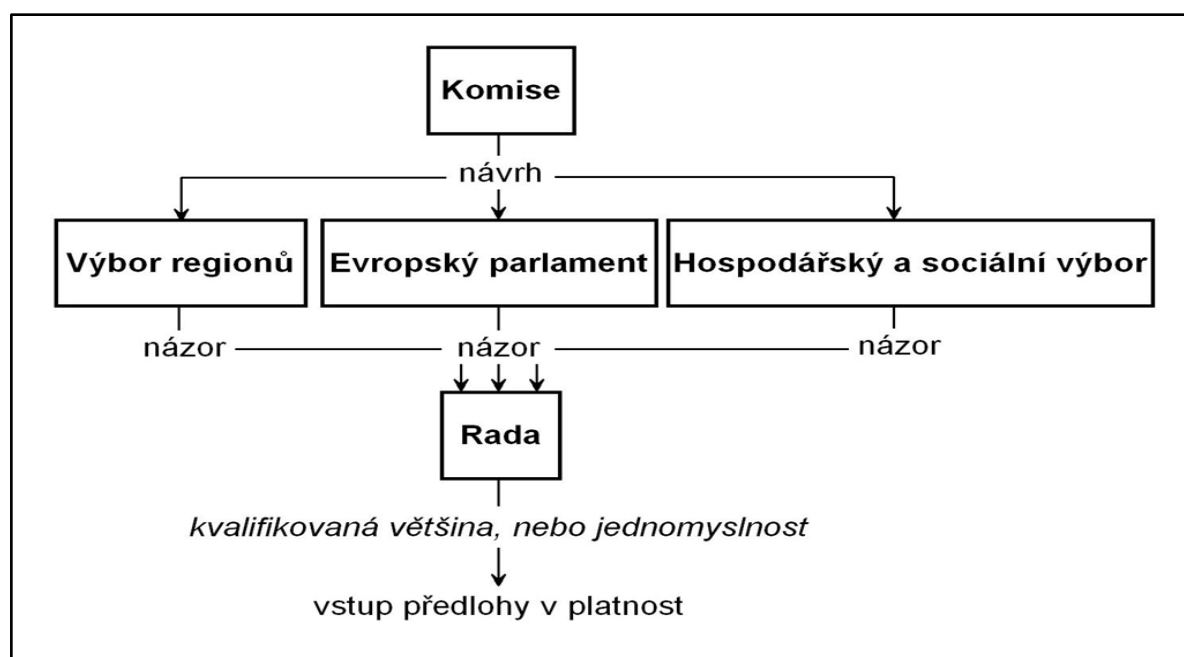 Komise
návrh
Výbor regionů
Evropský parlament
Hospodářský a sociální výbor
názor
názor
názor
Rada
kvalifikovaná většina, nebo jednomyslnost
vstup předlohy v platnost